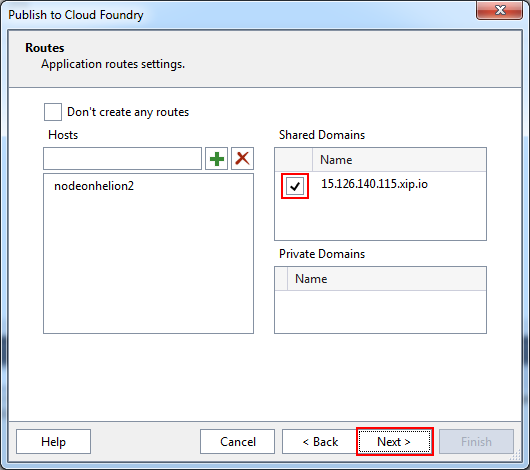 Publish to Cloud Foundry
Routes
Application routes settings.
Don't create any routes
Hosts
nodeonhelion2
Shared Domains
Name
15.126.140.115.xip.io
Private Domains
Name
Help
Cancel
< Back
Next >
Finish